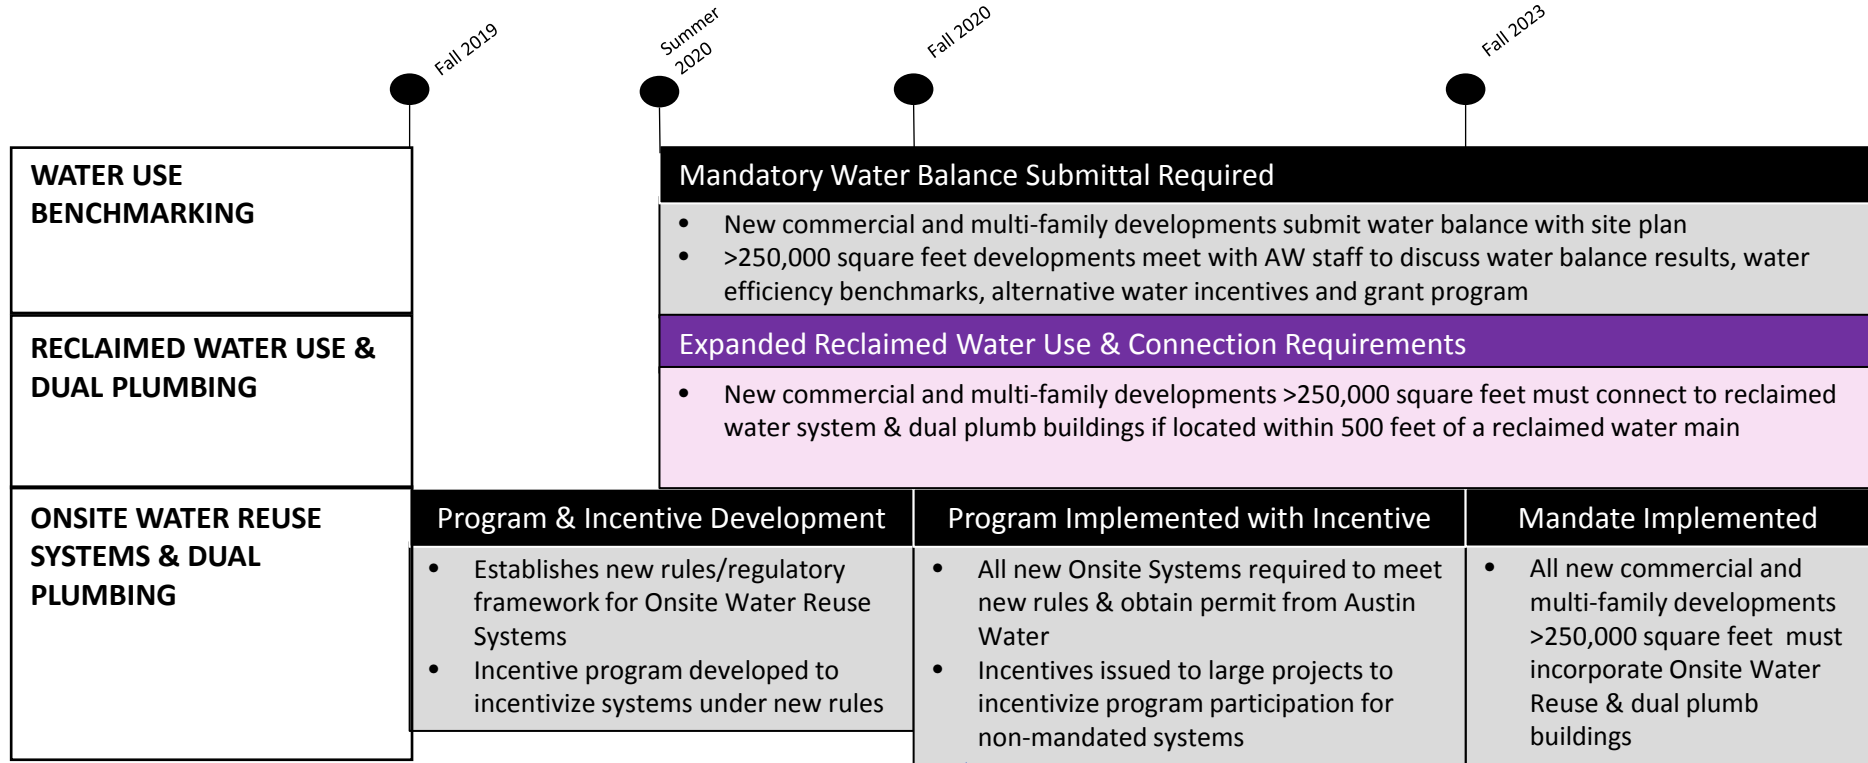 Fall 2019
Summer
2020
Fall 2020
Fall 2023
WATER USE
BENCHMARKING
Mandatory Water Balance Submittal Required
• New commercial and multi-family developments submit water balance with site plan
• >250,000 square feet developments meet with AW staff to discuss water balance results, water
efficiency benchmarks, alternative water incentives and grant program
RECLAIMED WATER USE &
DUAL PLUMBING
Expanded Reclaimed Water Use & Connection Requirements
• New commercial and multi-family developments >250,000 square feet must connect to reclaimed
water system & dual plumb buildings if located within 500 feet of a reclaimed water main
ONSITE WATER REUSE
SYSTEMS & DUAL
PLUMBING
Program & Incentive Development
• Establishes new rules/regulatory
framework for Onsite Water Reuse
Systems
• Incentive program developed to
incentivize systems under new rules
Program Implemented with Incentive
• All new Onsite Systems required to meet
new rules & obtain permit from Austin
Water
• Incentives issued to large projects to
incentivize program participation for
non-mandated systems
Mandate Implemented
• All new commercial and
multi-family developments
>250,000 square feet must
incorporate Onsite Water
Reuse & dual plumb
buildings